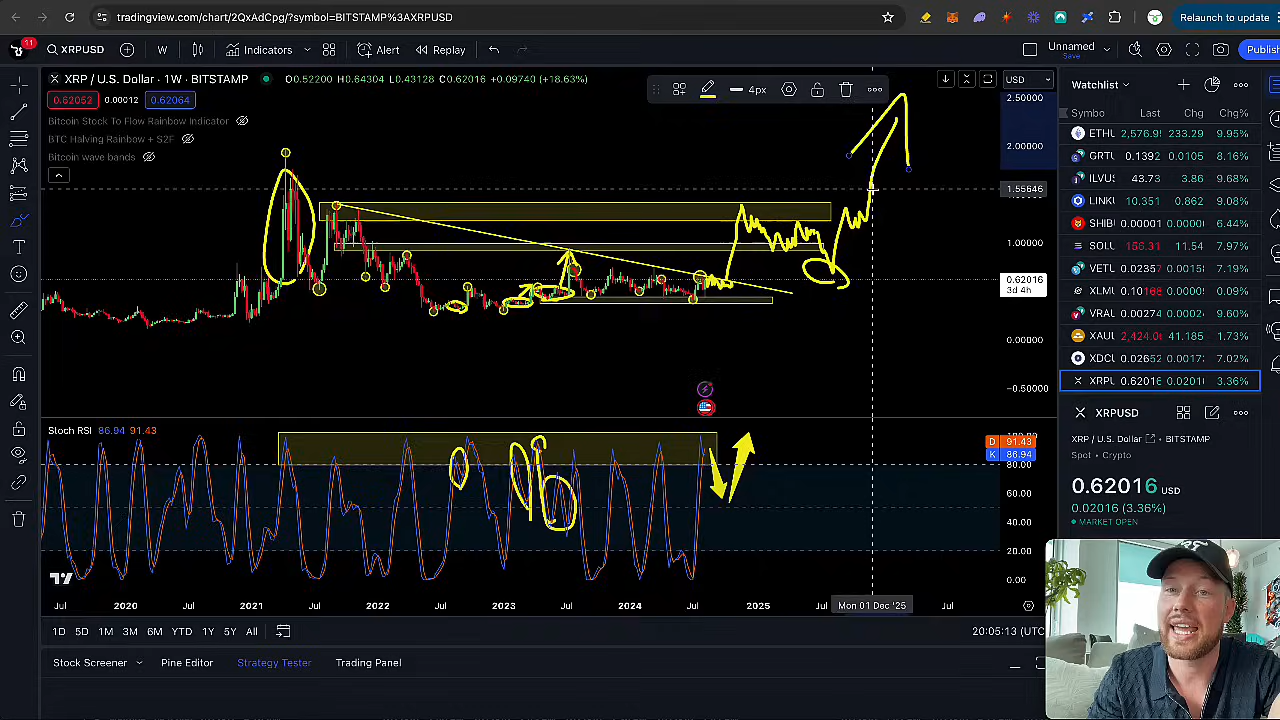 tradingview.com/chart/2QxAdCpg/?symbol=BITSTAMP%3AXRPUSD
Relaunch to update
11
XRPUSD
W
Indicators
Alert
Replay
Unnamed
Save
Publish
XRP / U.S. Dollar · 1W · BITSTAMP
O0.52200 H0.64304 L0.43128 C0.62016 +0.09740 (+18.63%)
0.62052 0.00012 0.62064
Bitcoin Stock To Flow Rainbow Indicator
BTC Halving Rainbow + S2F
Bitcoin wave bands
4px
USD
2.50000
2.00000
1.55646
1.00000
0.62016
3d 4h
0.00000
-0.50000
Watchlist
Symbo Last Chg Chg%
ETHU 2,576.9 233.29 9.95%
GRTU 0.1392 0.0105 8.16%
ILVUS 43.73 3.86 9.68%
LINKU 10.351 0.862 9.08%
SHIB 0.00001 0.00000 6.44%
SOLU 156.31 11.54 7.97%
VETU 0.02357 7.19%
XLMU 0.00009 0.09%
VRAU 0.00274 9.60%
XAUU 2,424.0 41.185 1.73%
XDCU 0.02652 0.00173 7.02%
XRPU 0.62016 0.0201 3.36%
XRPUSD
XRP / U.S. Dollar · BITSTAMP
Spot • Crypto
0.62016 USD
0.02016 (3.36%)
MARKET OPEN
Stoch RSI 86.94 91.43
D 91.43
K 86.94
80.00
60.00
40.00
20.00
0.00
Jul 2020 Jul 2021 Jul 2022 Jul 2023 Jul 2024 Jul 2025 Jul Mon 01 Dec '25 Jul
1D 5D 1M 3M 6M YTD 1Y 5Y All
20:05:13 (UTC
Stock Screener Pine Editor Strategy Tester Trading Panel